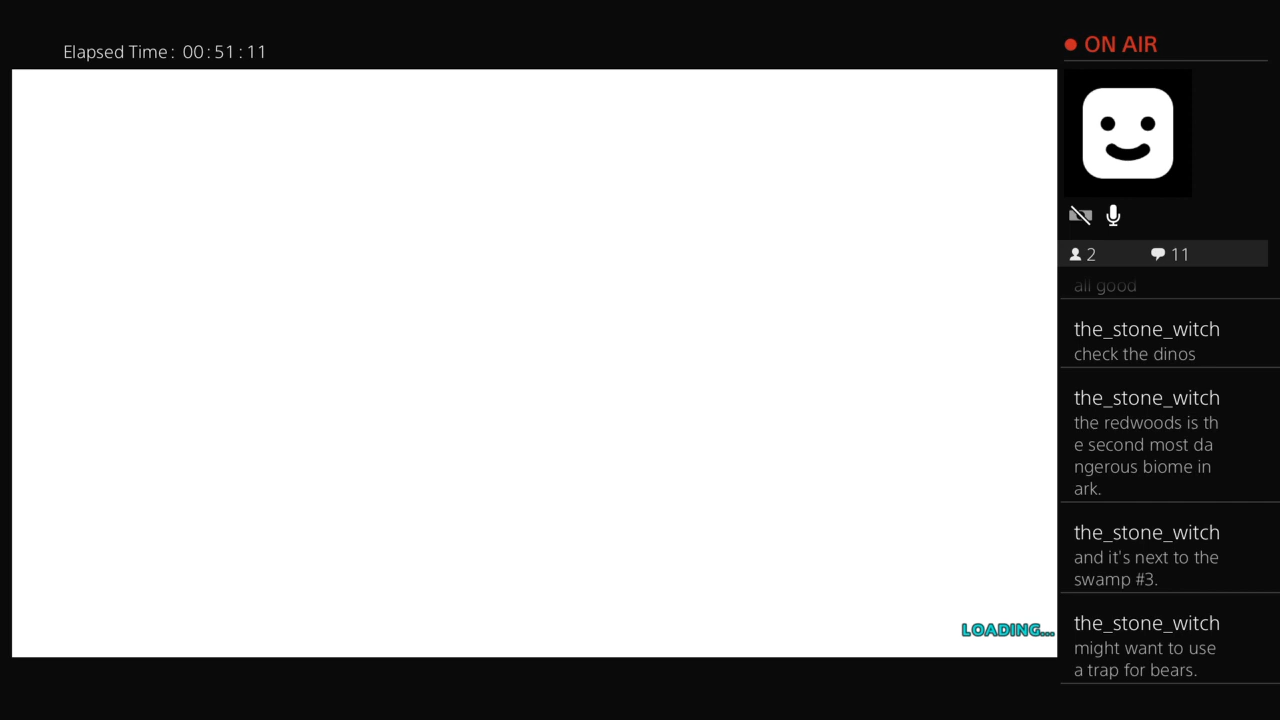 Elapsed Time: 00:51:11
ON AIR
2
11
all good
the_stone_witch
check the dinos
the_stone_witch
the redwoods is th
e second most da
ngerous biome in
ark.
the_stone_witch
and it's next to the
swamp #3.
the_stone_witch
might want to use
a trap for bears.
LOADING...